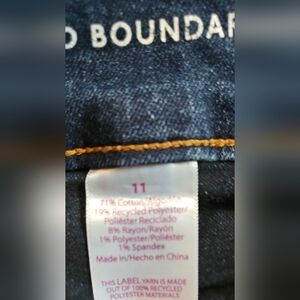 O BOUNDAR
11
71% Cotton/Algodón
19% Recycled Polyester/
Poliéster Reciclado
8% Rayon/Rayón
1% Polyester/Poliéster
1% Spandex
Made in/Hecho en China
THIS LABEL YARN IS MADE
OUT OF 100% RECYCLED
POLYESTER MATERIALS